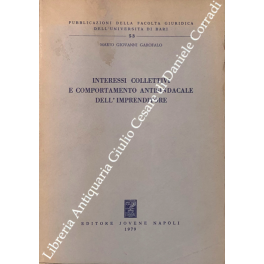 PUBBLICAZIONI DELLA FACOLTÀ GIURIDICA
DELL'UNIVERSITÀ DI BARI
MARIO GIOVANNI GAROFALO
INTERESSI COLLETTIVI
E COMPORTAMENTO ANTISINDACALE
DELL'IMPRENDITORE
EDITORE JOVENE NAPOLI
1979
Libreria Antiquaria Giulio Cesare di Daniele Corradi